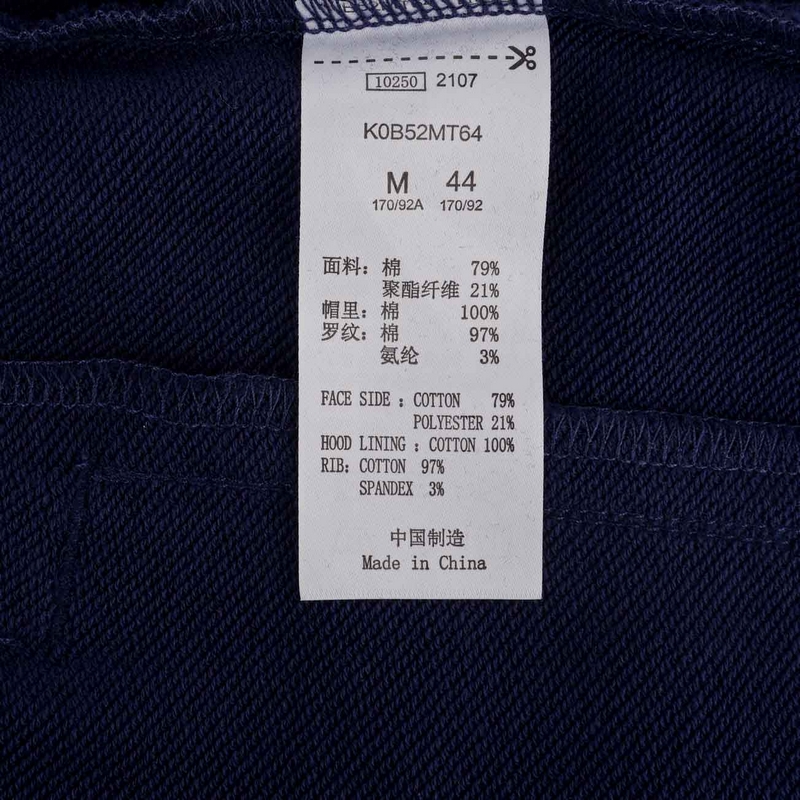 10250 2107
K0B52MT64
M 44
170/92A 170/92
面料：棉 79%
聚酯纤维 21%
帽里：棉 100%
罗纹：棉 97%
氨纶 3%
FACE SIDE : COTTON 79%
POLYESTER 21%
HOOD LINING : COTTON 100%
RIB: COTTON 97%
SPANDEX 3%
中国制造
Made in China